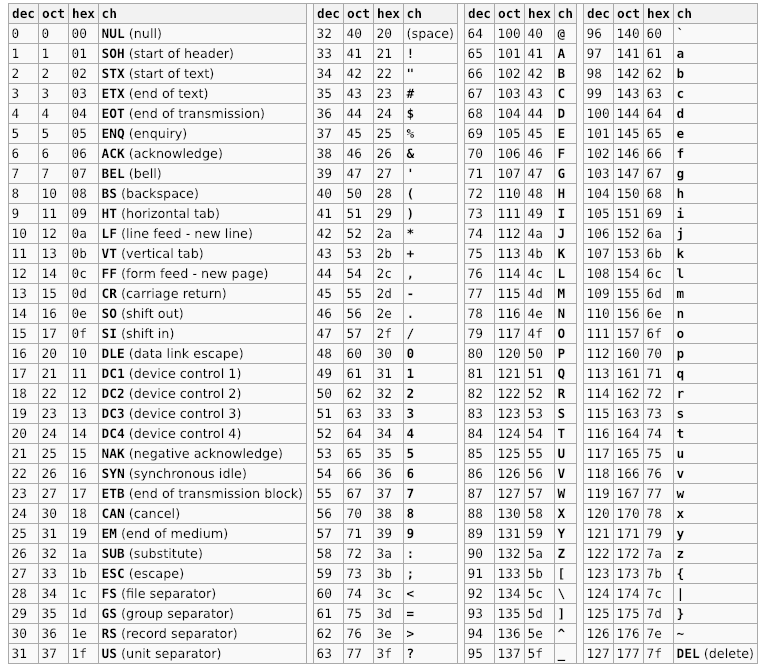 dec oct hex ch dec oct hex ch dec oct hex ch dec oct hex ch
0 0 00 NUL (null) 32 40 20 (space) 64 100 40 @ 96 140 60 `
1 1 01 SOH (start of header) 33 41 21 ! 65 101 41 A 97 141 61 a
2 2 02 STX (start of text) 34 42 22 " 66 102 42 B 98 142 62 b
3 3 03 ETX (end of text) 35 43 23 # 67 103 43 C 99 143 63 c
4 4 04 EOT (end of transmission) 36 44 24 $ 68 104 44 D 100 144 64 d
5 5 05 ENQ (enquiry) 37 45 25 % 69 105 45 E 101 145 65 e
6 6 06 ACK (acknowledge) 38 46 26 & 70 106 46 F 102 146 66 f
7 7 07 BEL (bell) 39 47 27 ' 71 107 47 G 103 147 67 g
8 10 08 BS (backspace) 40 50 28 ( 72 110 48 H 104 150 68 h
9 11 09 HT (horizontal tab) 41 51 29 ) 73 111 49 I 105 151 69 i
10 12 0a LF (line feed - new line) 42 52 2a * 74 112 4a J 106 152 6a j
11 13 0b VT (vertical tab) 43 53 2b + 75 113 4b K 107 153 6b k
12 14 0c FF (form feed - new page) 44 54 2c , 76 114 4c L 108 154 6c l
13 15 0d CR (carriage return) 45 55 2d - 77 115 4d M 109 155 6d m
14 16 0e SO (shift out) 46 56 2e . 78 116 4e N 110 156 6e n
15 17 0f SI (shift in) 47 57 2f / 79 117 4f O 111 157 6f o
16 20 10 DLE (data link escape) 48 60 30 0 80 120 50 P 112 160 70 p
17 21 11 DC1 (device control 1) 49 61 31 1 81 121 51 Q 113 161 71 q
18 22 12 DC2 (device control 2) 50 62 32 2 82 122 52 R 114 162 72 r
19 23 13 DC3 (device control 3) 51 63 33 3 83 123 53 S 115 163 73 s
20 24 14 DC4 (device control 4) 52 64 34 4 84 124 54 T 116 164 74 t
21 25 15 NAK (negative acknowledge) 53 65 35 5 85 125 55 U 117 165 75 u
22 26 16 SYN (synchronous idle) 54 66 36 6 86 126 56 V 118 166 76 v
23 27 17 ETB (end of transmission block) 55 67 37 7 87 127 57 W 119 167 77 w
24 30 18 CAN (cancel) 56 70 38 8 88 130 58 X 120 170 78 x
25 31 19 EM (end of medium) 57 71 39 9 89 131 59 Y 121 171 79 y
26 32 1a SUB (substitute) 58 72 3a : 90 132 5a Z 122 172 7a z
27 33 1b ESC (escape) 59 73 3b ; 91 133 5b [ 123 173 7b {
28 34 1c FS (file separator) 60 74 3c < 92 134 5c \ 124 174 7c |
29 35 1d GS (group separator) 61 75 3d = 93 135 5d ] 125 175 7d }
30 36 1e RS (record separator) 62 76 3e > 94 136 5e ^ 126 176 7e ~
31 37 1f US (unit separator) 63 77 3f ? 95 137 5f _ 127 177 7f DEL (delete)